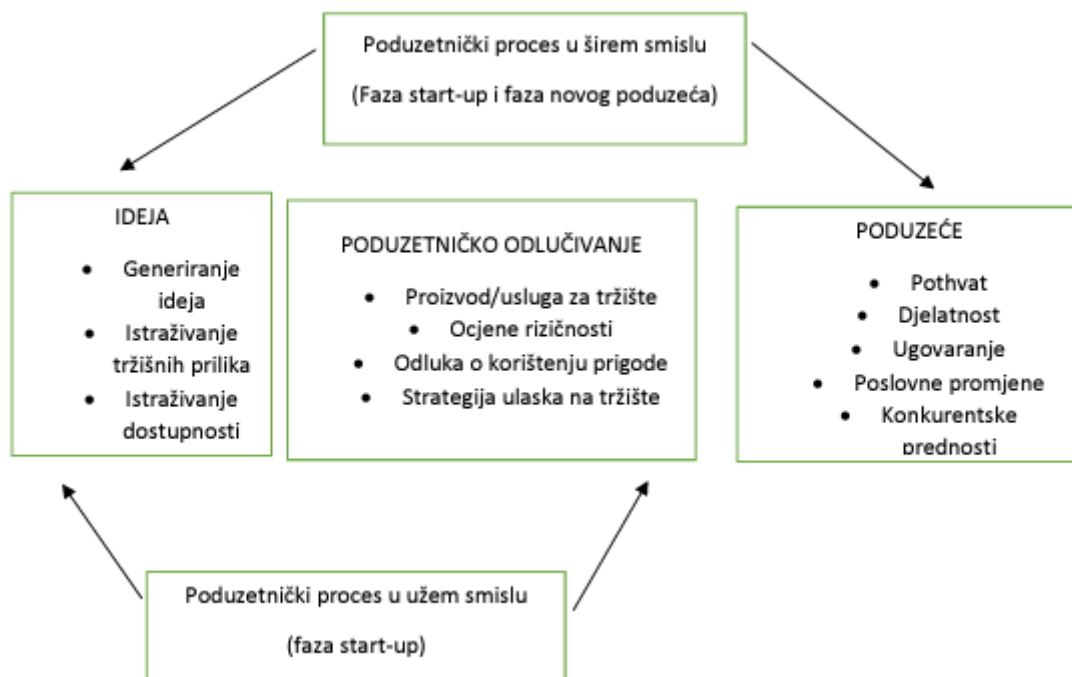 Poduzetnički proces u širem smislu
(Faza start-up i faza novog poduzeća)
IDEJA
• Generiranje
ideja
• Istraživanje
tržišnih prilika
• Istraživanje
dostupnosti
PODUZETNIČKO ODLUČIVANJE
• Proizvod/usluga za tržište
• Ocjene rizičnosti
• Odluka o korištenju prigode
• Strategija ulaska na tržište
PODUZEĆE
• Pothvat
• Djelatnost
• Ugovaranje
• Poslovne promjene
• Konkurentske
prednosti
Poduzetnički proces u užem smislu
(faza start-up)